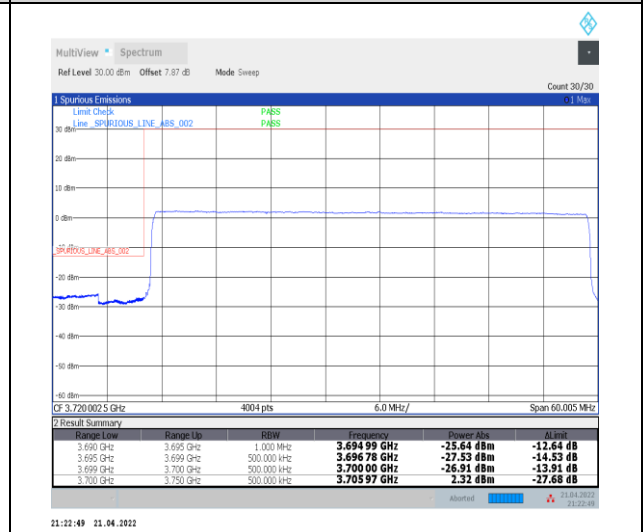 MultiView Spectrum
Ref Level 30.00 dBm Offset 7.87 dB Mode Sweep
Count 30/30
1 Spurious Emissions 1 Max
Limit Check PASS
Line _SPURIOUS_LINE_ABS_002 PASS
30 dBm
20 dBm
10 dBm
0 dBm
-10 dBm
_SPURIOUS_LINE_ABS_002
-20 dBm
-30 dBm
-40 dBm
-50 dBm
-60 dBm
CF 3.720 002 5 GHz 4004 pts 6.0 MHz/ Span 60.005 MHz
2 Result Summary
Range Low Range Up RBW Frequency Power Abs ΔLimit
3.690 GHz 3.695 GHz 1.000 MHz 3.694 99 GHz -25.64 dBm -12.64 dB
3.695 GHz 3.699 GHz 500.000 kHz 3.696 78 GHz -27.53 dBm -14.53 dB
3.699 GHz 3.700 GHz 500.000 kHz 3.700 00 GHz -26.91 dBm -13.91 dB
3.700 GHz 3.750 GHz 500.000 kHz 3.705 97 GHz 2.32 dBm -27.68 dB
Aborted 21.04.2022
21:22:49
21:22:49 21.04.2022